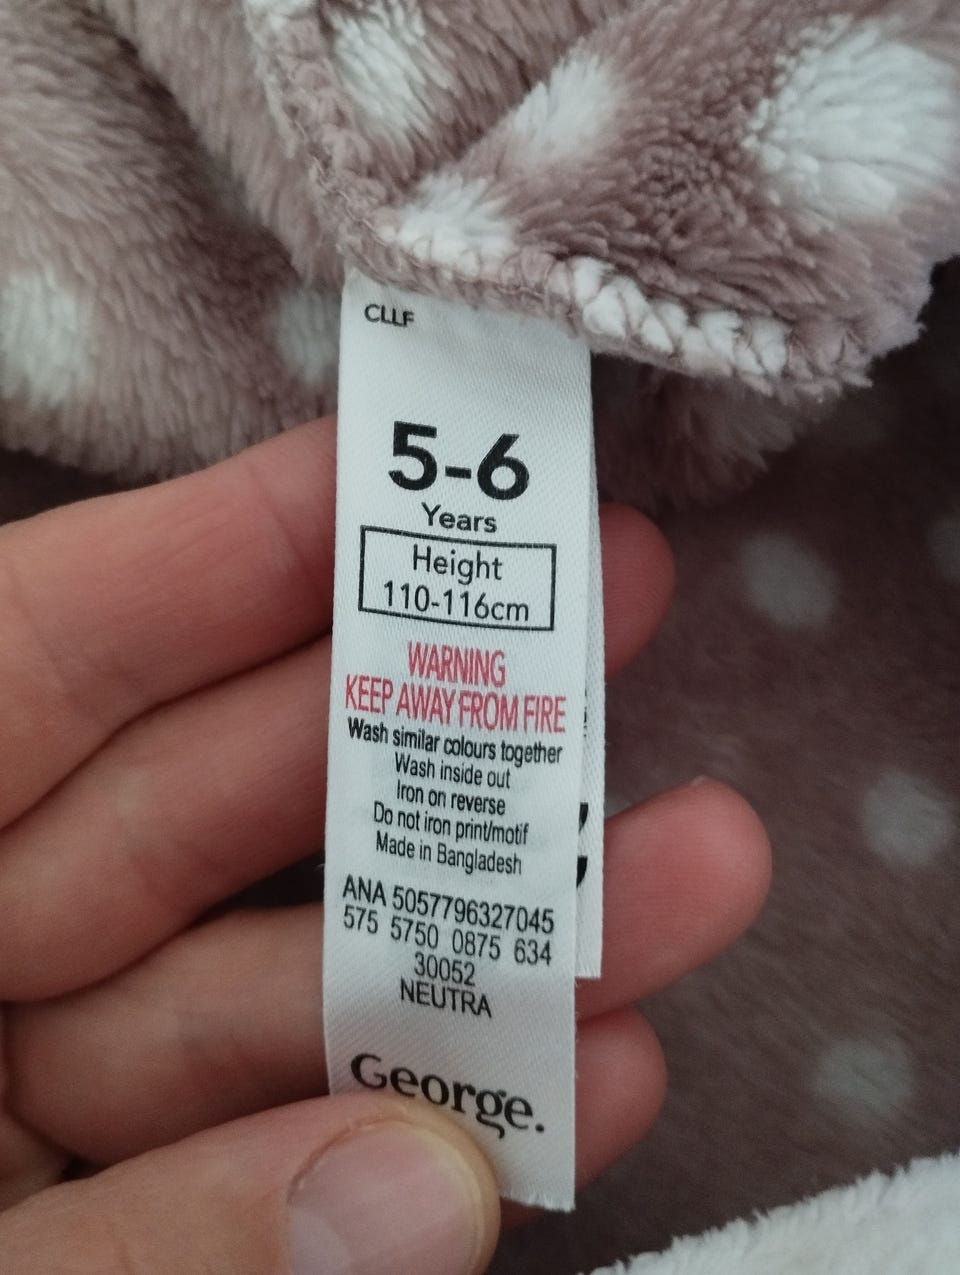 CLLF
5-6
Years
Height
110-116cm
WARNING
KEEP AWAY FROM FIRE
Wash similar colours together
Wash inside out
Iron on reverse
Do not iron print/motif
Made in Bangladesh
ANA 5057796327045
575 5750 0875 634
30052
NEUTRA
George.